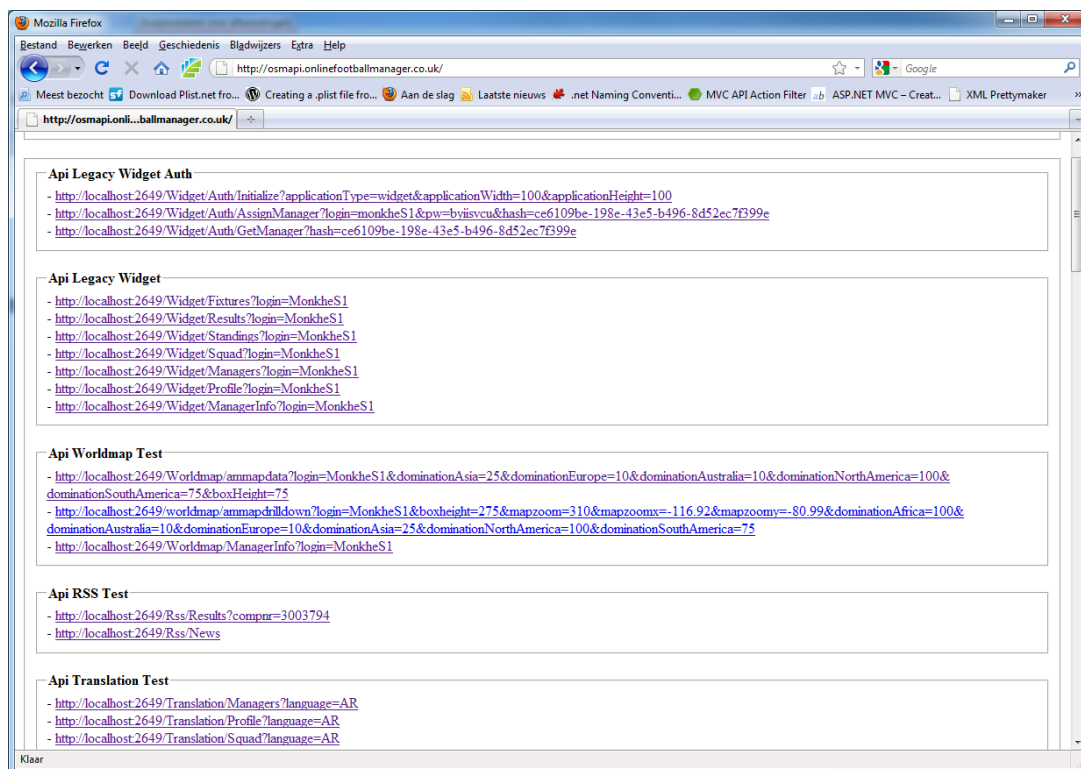 Mozilla Firefox
Bestand Bewerken Beeld Geschiedenis Bladwijzers Extra Help
http://osmapi.onlinefootballmanager.co.uk/
Google
Meest bezocht Download Plist.net fro... Creating a .plist file fro... Aan de slag Laatste nieuws .net Naming Conventi... MVC API Action Filter ab ASP.NET MVC – Creat... XML Prettymaker »
http://osmapi.onli...ballmanager.co.uk/
Api Legacy Widget Auth
- http://localhost:2649/Widget/Auth/Initialize?applicationType=widget&applicationWidth=100&applicationHeight=100
- http://localhost:2649/Widget/Auth/AssignManager?login=monkheS1&pw=byiisvcu&hash=ce6109be-198e-43e5-b496-8d52ec7f399e
- http://localhost:2649/Widget/Auth/GetManager?hash=ce6109be-198e-43e5-b496-8d52ec7f399e
Api Legacy Widget
- http://localhost:2649/Widget/Fixtures?login=MonkheS1
- http://localhost:2649/Widget/Results?login=MonkheS1
- http://localhost:2649/Widget/Standings?login=MonkheS1
- http://localhost:2649/Widget/Squad?login=MonkheS1
- http://localhost:2649/Widget/Managers?login=MonkheS1
- http://localhost:2649/Widget/Profile?login=MonkheS1
- http://localhost:2649/Widget/ManagerInfo?login=MonkheS1
Api Worldmap Test
- http://localhost:2649/Worldmap/ammapdata?login=MonkheS1&dominationAsia=25&dominationEurope=10&dominationAustralia=10&dominationNorthAmerica=100&
dominationSouthAmerica=75&boxHeight=75
- http://localhost:2649/worldmap/ammapdrilldown?login=MonkheS1&boxheight=275&mapzoom=310&mapzoomx=-116.92&mapzoomy=-80.99&dominationAfrica=100&
dominationAustralia=10&dominationEurope=10&dominationAsia=25&dominationNorthAmerica=100&dominationSouthAmerica=75
- http://localhost:2649/Worldmap/ManagerInfo?login=MonkheS1
Api RSS Test
- http://localhost:2649/Rss/Results?compnr=3003794
- http://localhost:2649/Rss/News
Api Translation Test
- http://localhost:2649/Translation/Managers?language=AR
- http://localhost:2649/Translation/Profile?language=AR
- http://localhost:2649/Translation/Squad?language=AR
Klaar